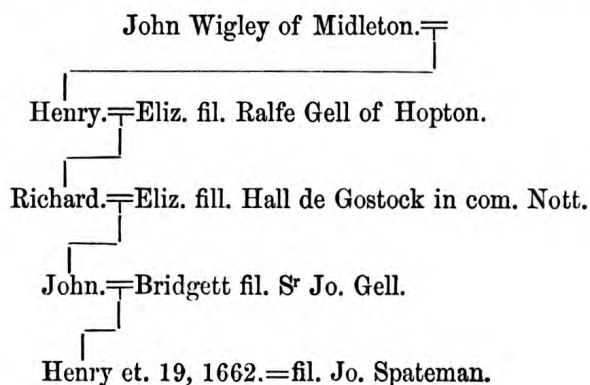 John Wigley of Midleton.=
Henry.=Eliz. fil. Ralfe Gell of Hopton.
Richard.=Eliz. fill. Hall de Gostock in com. Nott.
John.=Bridgett fil. Sr Jo. Gell.
Henry et. 19, 1662.=fil. Jo. Spateman.